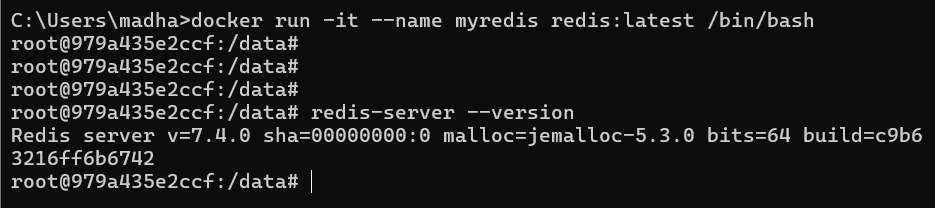 C:\Users\madha>docker run -it --name myredis redis:latest /bin/bash
root@979a435e2ccf:/data#
root@979a435e2ccf:/data#
root@979a435e2ccf:/data#
root@979a435e2ccf:/data# redis-server --version
Redis server v=7.4.0 sha=00000000:0 malloc=jemalloc-5.3.0 bits=64 build=c9b6
3216ff6b6742
root@979a435e2ccf:/data#